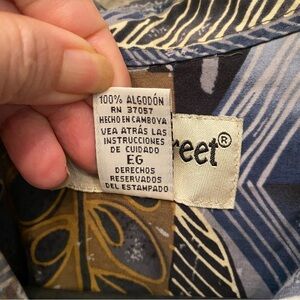 100% ALGODÓN
RN 37057
HECHO EN CAMBOYA
VEA ATRÁS LAS
INSTRUCCIONES
DE CUIDADO
EG
DERECHOS
RESERVADOS
DEL ESTAMPADO
reet®